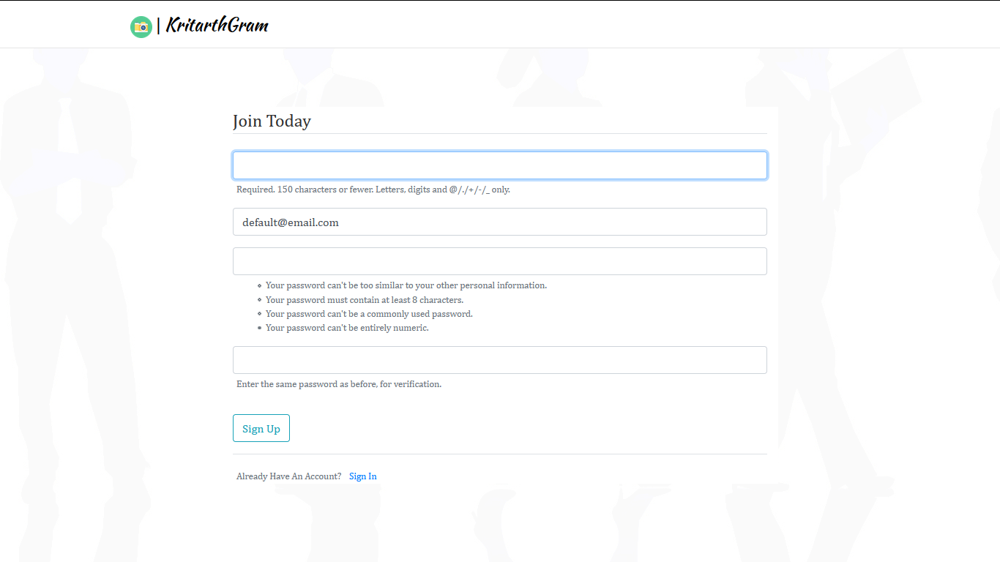 | KritarthGram
Join Today
Required. 150 characters or fewer. Letters, digits and @/./+/-/_ only.
default@email.com
Your password can't be too similar to your other personal information.
Your password must contain at least 8 characters.
Your password can't be a commonly used password.
Your password can't be entirely numeric.
Enter the same password as before, for verification.
Sign Up
Already Have An Account? Sign In